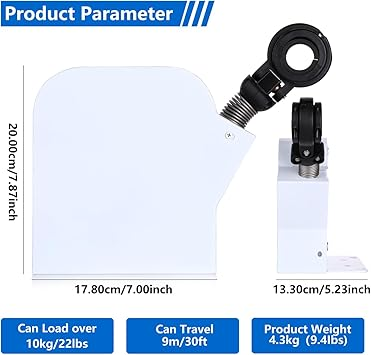 Product Parameter
20.00cm/7.87inch
17.80cm/7.00inch
13.30cm/5.23inch
Can Load over
10kg/22lbs
Can Travel
9m/30ft
Product Weight
4.3kg (9.4lbs)